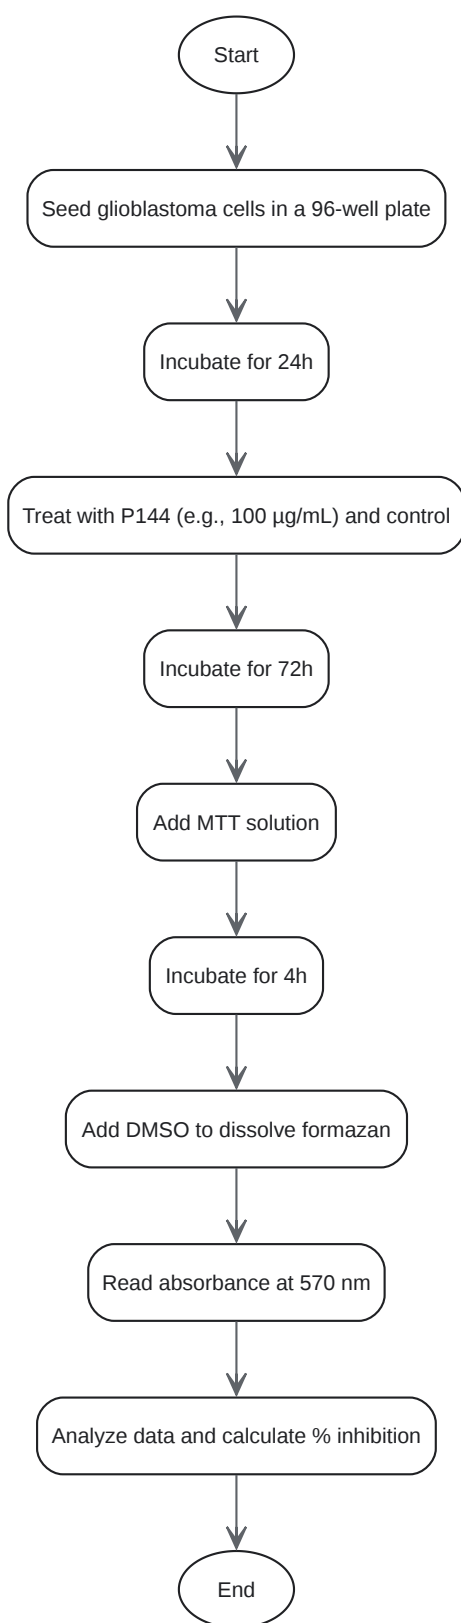 Start
Seed glioblastoma cells in a 96-well plate
Incubate for 24h
Treat with P144 (e.g., 100 µg/mL) and control
Incubate for 72h
Add MTT solution
Incubate for 4h
Add DMSO to dissolve formazan
Read absorbance at 570 nm
Analyze data and calculate % inhibition
End